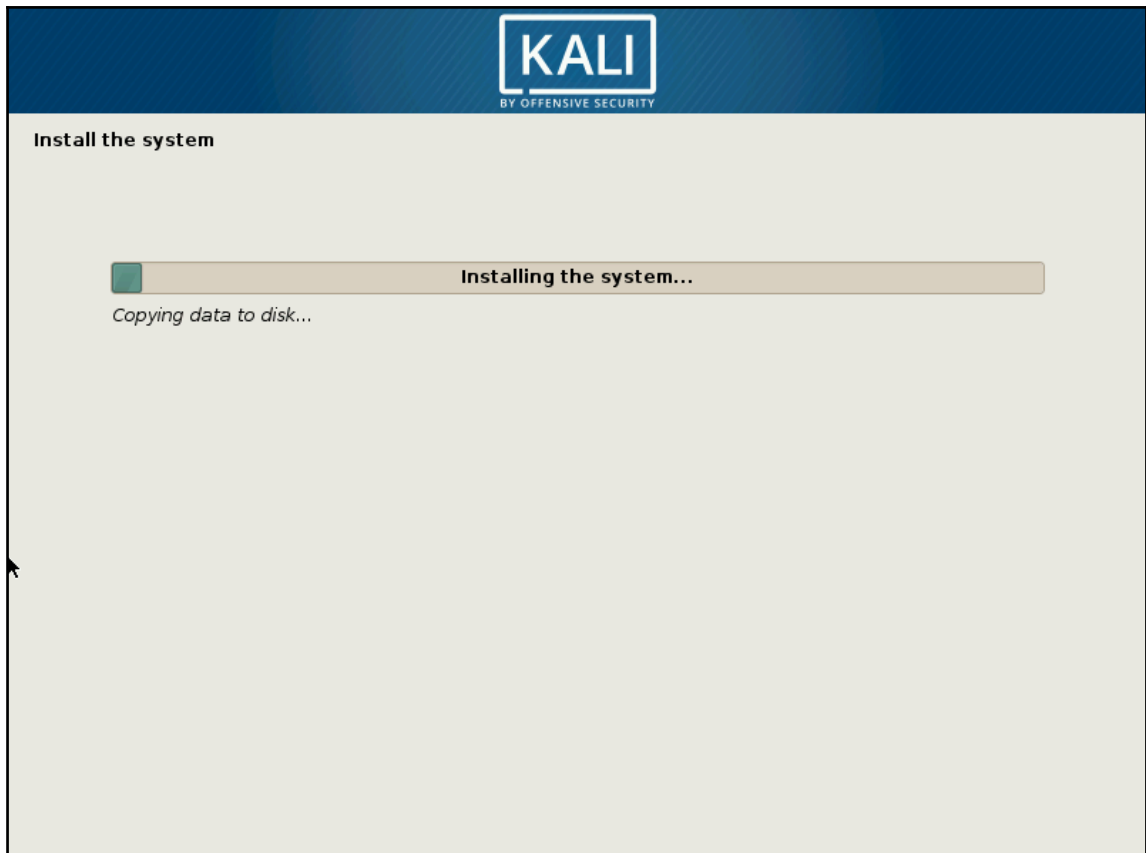 KALI
BY OFFENSIVE SECURITY
Install the system
Installing the system...
Copying data to disk...